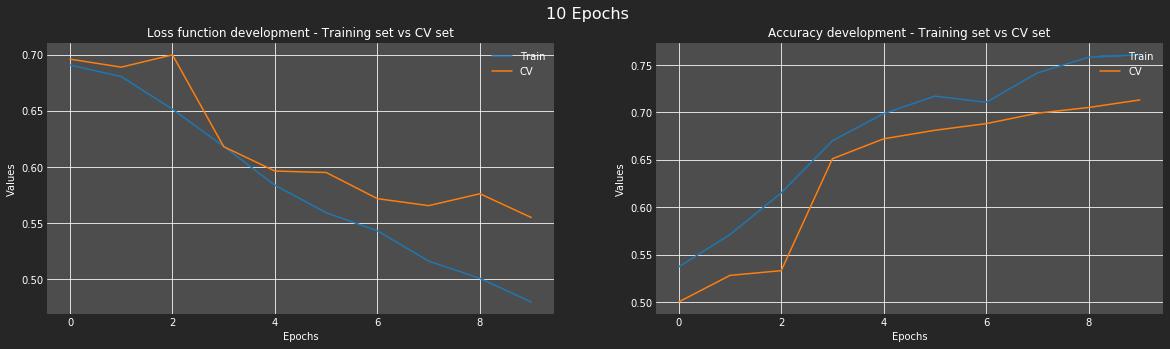 10 Epochs
Loss function development - Training set vs CV set
0.70
0.65
0.60
0.55
0.50
Values
0 2 4 6 8
Epochs
Train
CV
Accuracy development - Training set vs CV set
0.75
0.70
0.65
0.60
0.55
0.50
Values
0 2 4 6 8
Epochs
Train
CV